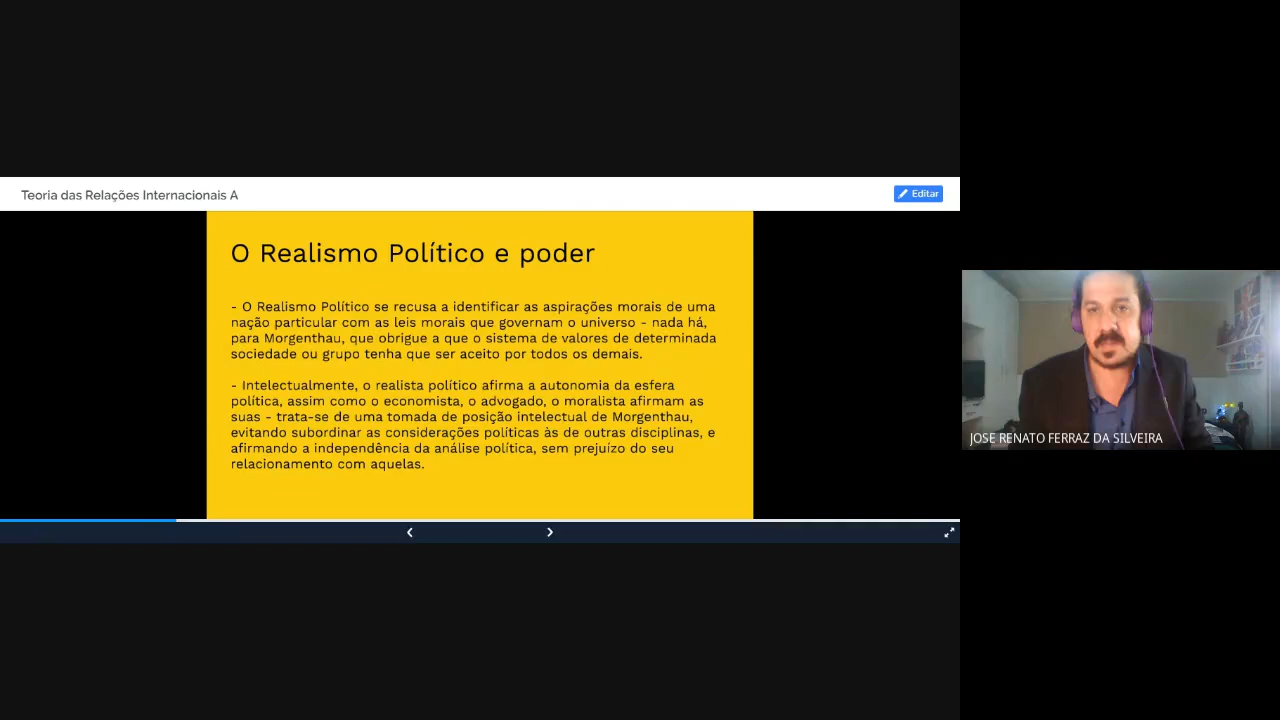 Teoria das Relações Internacionais A
Editar
O Realismo Político e poder
- O Realismo Político se recusa a identificar as aspirações morais de uma
nação particular com as leis morais que governam o universo - nada há,
para Morgenthau, que obrigue a que o sistema de valores de determinada
sociedade ou grupo tenha que ser aceito por todos os demais.
- Intelectualmente, o realista político afirma a autonomia da esfera
política, assim como o economista, o advogado, o moralista afirmam as
suas - trata-se de uma tomada de posição intelectual de Morgenthau,
evitando subordinar as considerações políticas às de outras disciplinas, e
afirmando a independência da análise política, sem prejuízo do seu
relacionamento com aquelas.
JOSE RENATO FERRAZ DA SILVEIRA